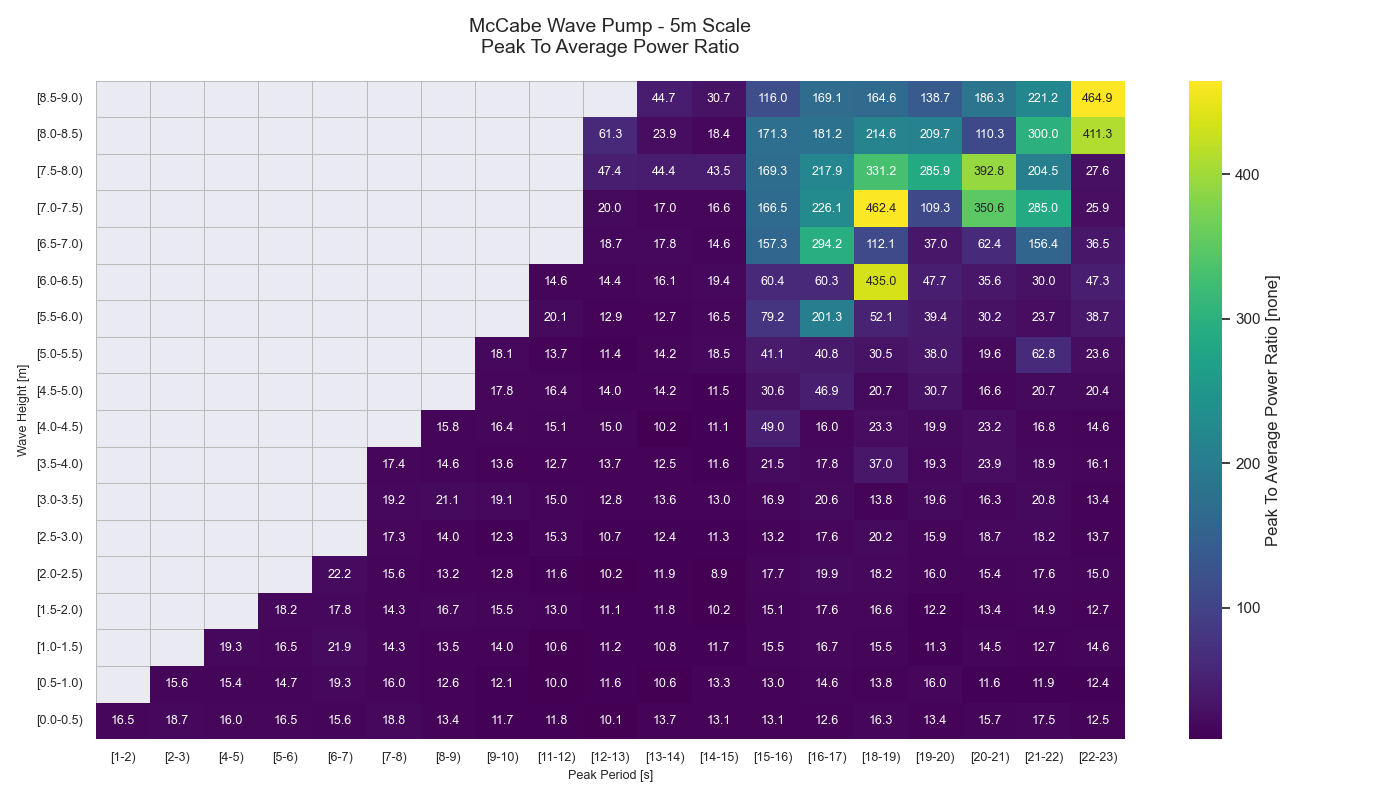 McCabe Wave Pump - 5m Scale
Peak To Average Power Ratio
[8.5-9.0) 44.7 30.7 116.0 169.1 164.6 138.7 186.3 221.2 464.9
[8.0-8.5) 61.3 23.9 18.4 171.3 181.2 214.6 209.7 110.3 300.0 411.3
[7.5-8.0) 47.4 44.4 43.5 169.3 217.9 331.2 285.9 392.8 204.5 27.6
[7.0-7.5) 20.0 17.0 16.6 166.5 226.1 462.4 109.3 350.6 285.0 25.9
[6.5-7.0) 18.7 17.8 14.6 157.3 294.2 112.1 37.0 62.4 156.4 36.5
[6.0-6.5) 14.6 14.4 16.1 19.4 60.4 60.3 435.0 47.7 35.6 30.0 47.3
[5.5-6.0) 20.1 12.9 12.7 16.5 79.2 201.3 52.1 39.4 30.2 23.7 38.7
[5.0-5.5) 18.1 13.7 11.4 14.2 18.5 41.1 40.8 30.5 38.0 19.6 62.8 23.6
[4.5-5.0) 17.8 16.4 14.0 14.2 11.5 30.6 46.9 20.7 30.7 16.6 20.7 20.4
[4.0-4.5) 15.8 16.4 15.1 15.0 10.2 11.1 49.0 16.0 23.3 19.9 23.2 16.8 14.6
[3.5-4.0) 17.4 14.6 13.6 12.7 13.7 12.5 11.6 21.5 17.8 37.0 19.3 23.9 18.9 16.1
[3.0-3.5) 19.2 21.1 19.1 15.0 12.8 13.6 13.0 16.9 20.6 13.8 19.6 16.3 20.8 13.4
[2.5-3.0) 17.3 14.0 12.3 15.3 10.7 12.4 11.3 13.2 17.6 20.2 15.9 18.7 18.2 13.7
[2.0-2.5) 22.2 15.6 13.2 12.8 11.6 10.2 11.9 8.9 17.7 19.9 18.2 16.0 15.4 17.6 15.0
[1.5-2.0) 18.2 17.8 14.3 16.7 15.5 13.0 11.1 11.8 10.2 15.1 17.6 16.6 12.2 13.4 14.9 12.7
[1.0-1.5) 19.3 16.5 21.9 14.3 13.5 14.0 10.6 11.2 10.8 11.7 15.5 16.7 15.5 11.3 14.5 12.7 14.6
[0.5-1.0) 15.6 15.4 14.7 19.3 16.0 12.6 12.1 10.0 11.6 10.6 13.3 13.0 14.6 13.8 16.0 11.6 11.9 12.4
[0.0-0.5) 16.5 18.7 16.0 16.5 15.6 18.8 13.4 11.7 11.8 10.1 13.7 13.1 13.1 12.6 16.3 13.4 15.7 17.5 12.5
[1-2) [2-3) [4-5) [5-6) [6-7) [7-8) [8-9) [9-10) [11-12) [12-13) [13-14) [14-15) [15-16) [16-17) [18-19) [19-20) [20-21) [21-22) [22-23)
Peak Period [s]
Wave Height [m]
400
300
200
100
Peak To Average Power Ratio [none]